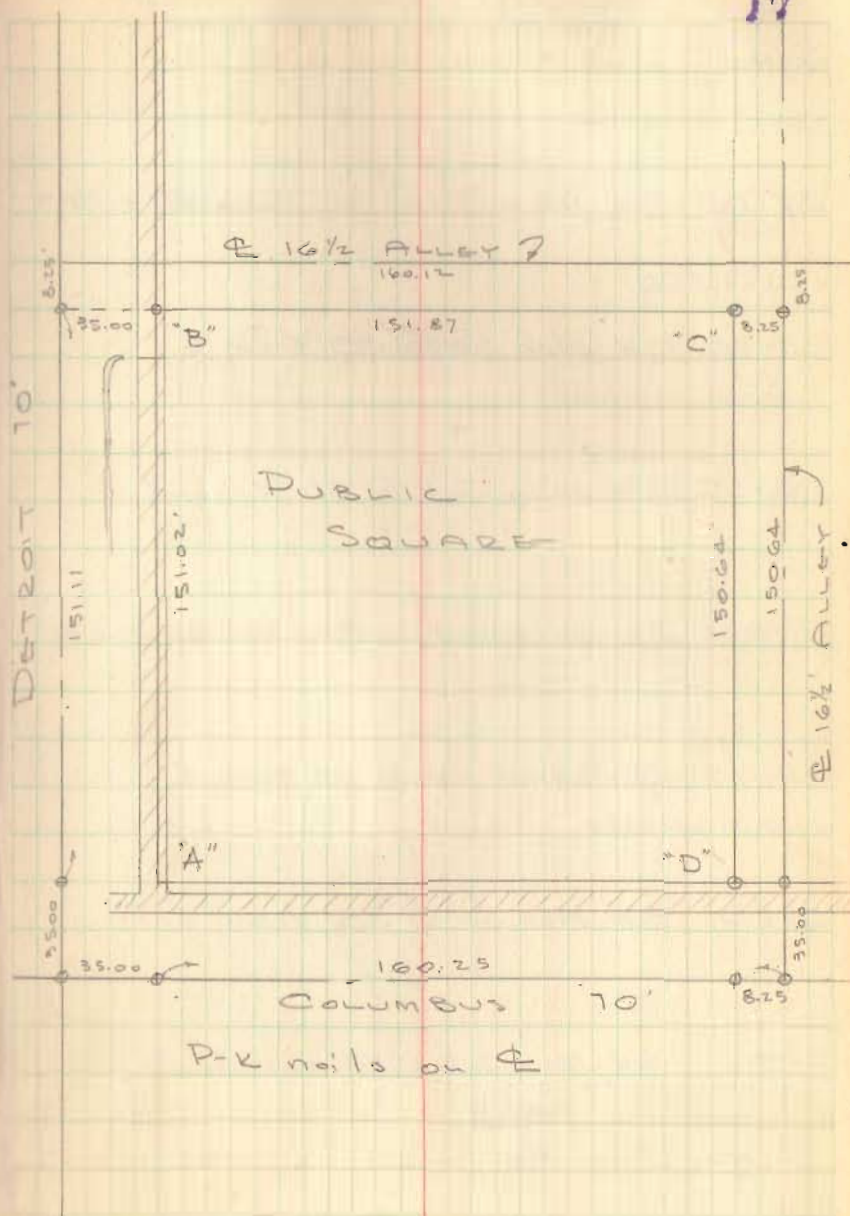 ℄ 16½ ALLEY
160.12
8.25'
8.25
35.00
"B"
151.87
"C"
8.25
DETROIT 70'
PUBLIC
SQUARE
151.11
151.02'
150.64
150.64
℄ 16½' ALLEY
"A"
"D"
35.00
35.00
35.00
160.25
8.25
COLUMBUS 70'
P-K nails on ℄